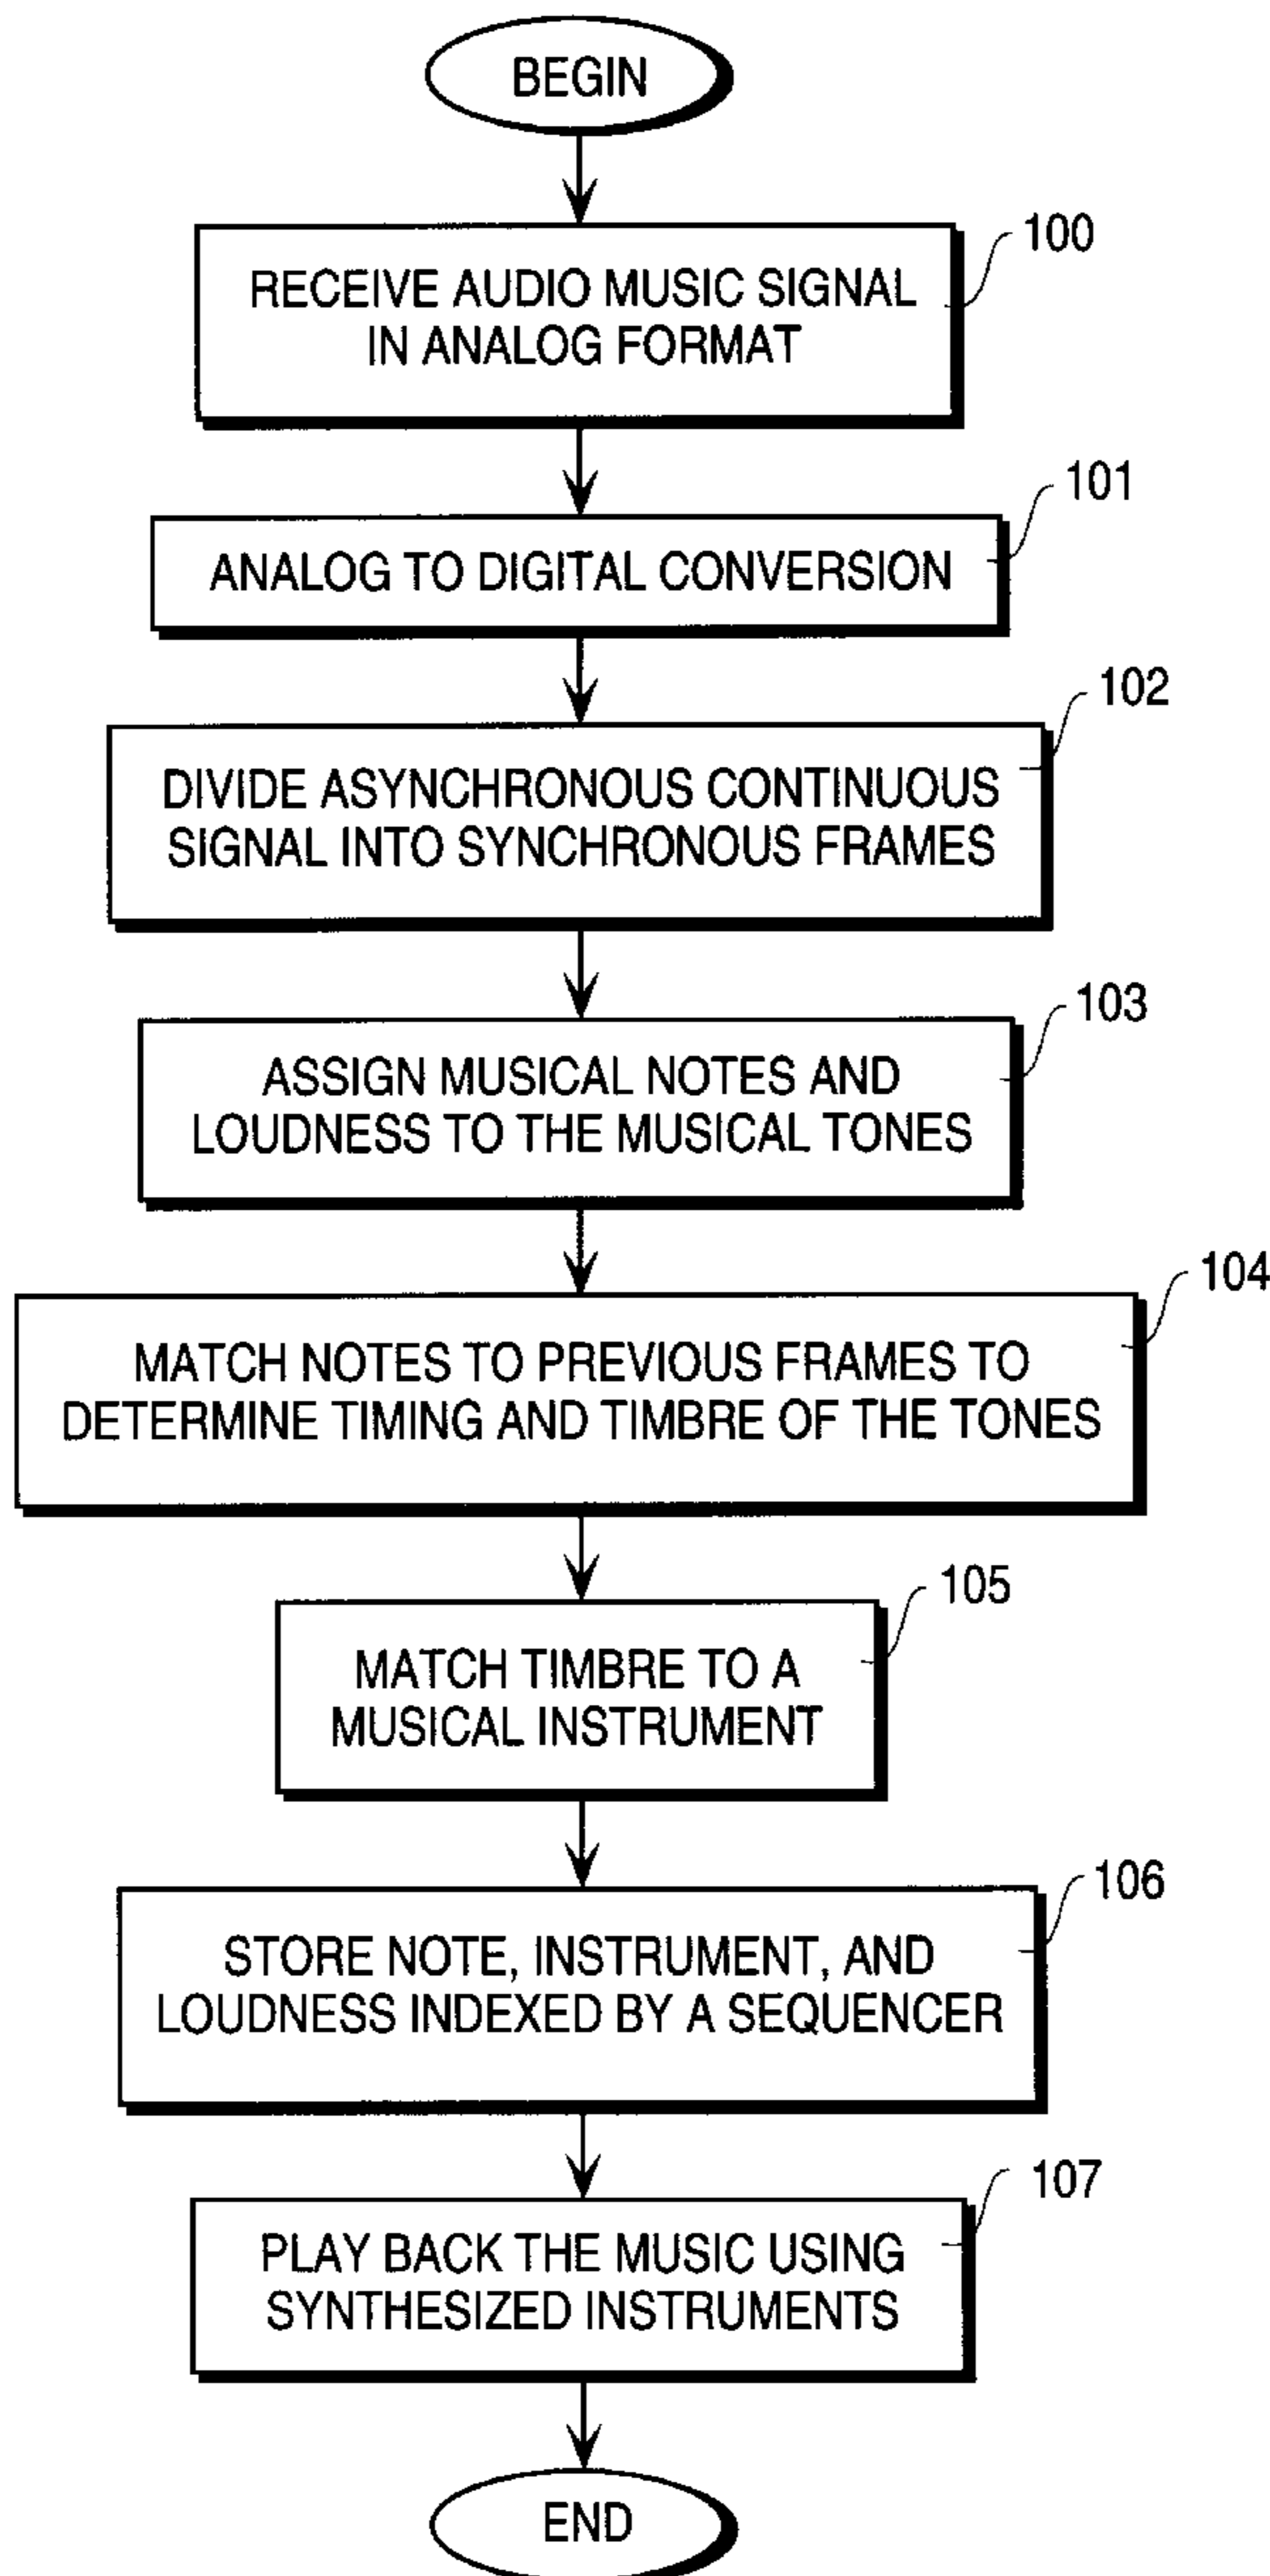 BEGIN
100
RECEIVE AUDIO MUSIC SIGNAL
IN ANALOG FORMAT
101
ANALOG TO DIGITAL CONVERSION
102
DIVIDE ASYNCHRONOUS CONTINUOUS
SIGNAL INTO SYNCHRONOUS FRAMES
103
ASSIGN MUSICAL NOTES AND
LOUDNESS TO THE MUSICAL TONES
104
MATCH NOTES TO PREVIOUS FRAMES TO
DETERMINE TIMING AND TIMBRE OF THE TONES
105
MATCH TIMBRE TO A
MUSICAL INSTRUMENT
106
STORE NOTE, INSTRUMENT, AND
LOUDNESS INDEXED BY A SEQUENCER
107
PLAY BACK THE MUSIC USING
SYNTHESIZED INSTRUMENTS
END